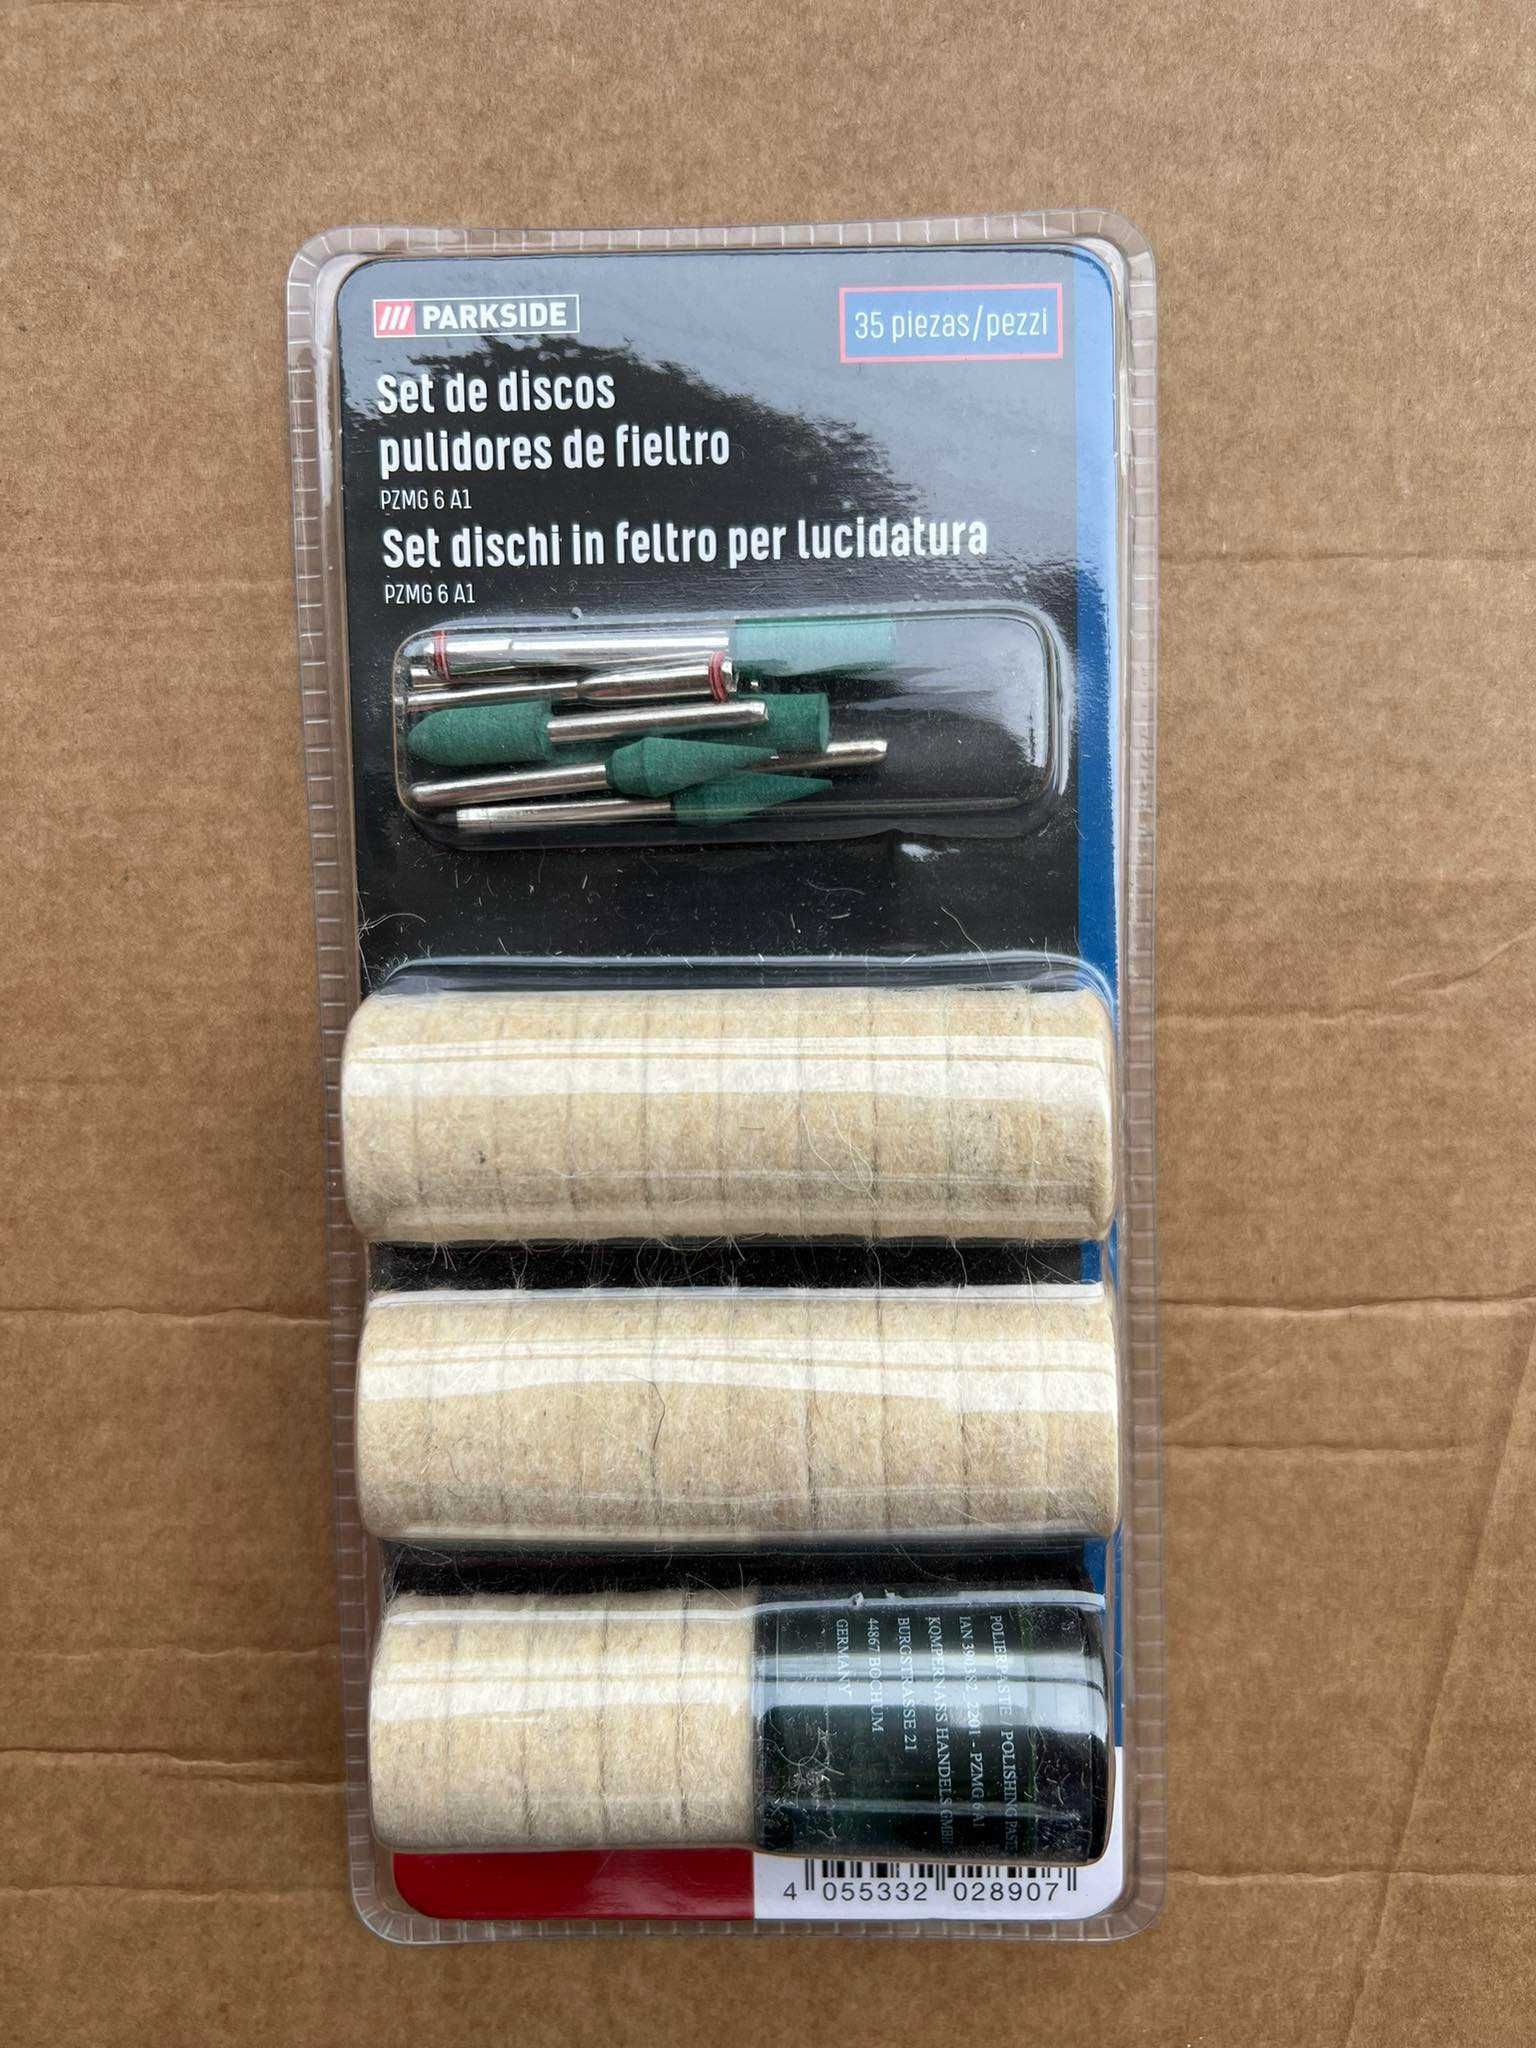 PARKSIDE
35 piezas/pezzi
Set de discos
pulidores de fieltro
PZMG 6 A1
Set dischi in feltro per lucidatura
PZMG 6 A1
POLIERPASTE / POLISHING PASTE
IAN 390382_2201 - PZMG 6 A1
KOMPERNASS HANDELS GMBH
BURGSTRASSE 21
44867 BOCHUM
GERMANY
4 055332 028907